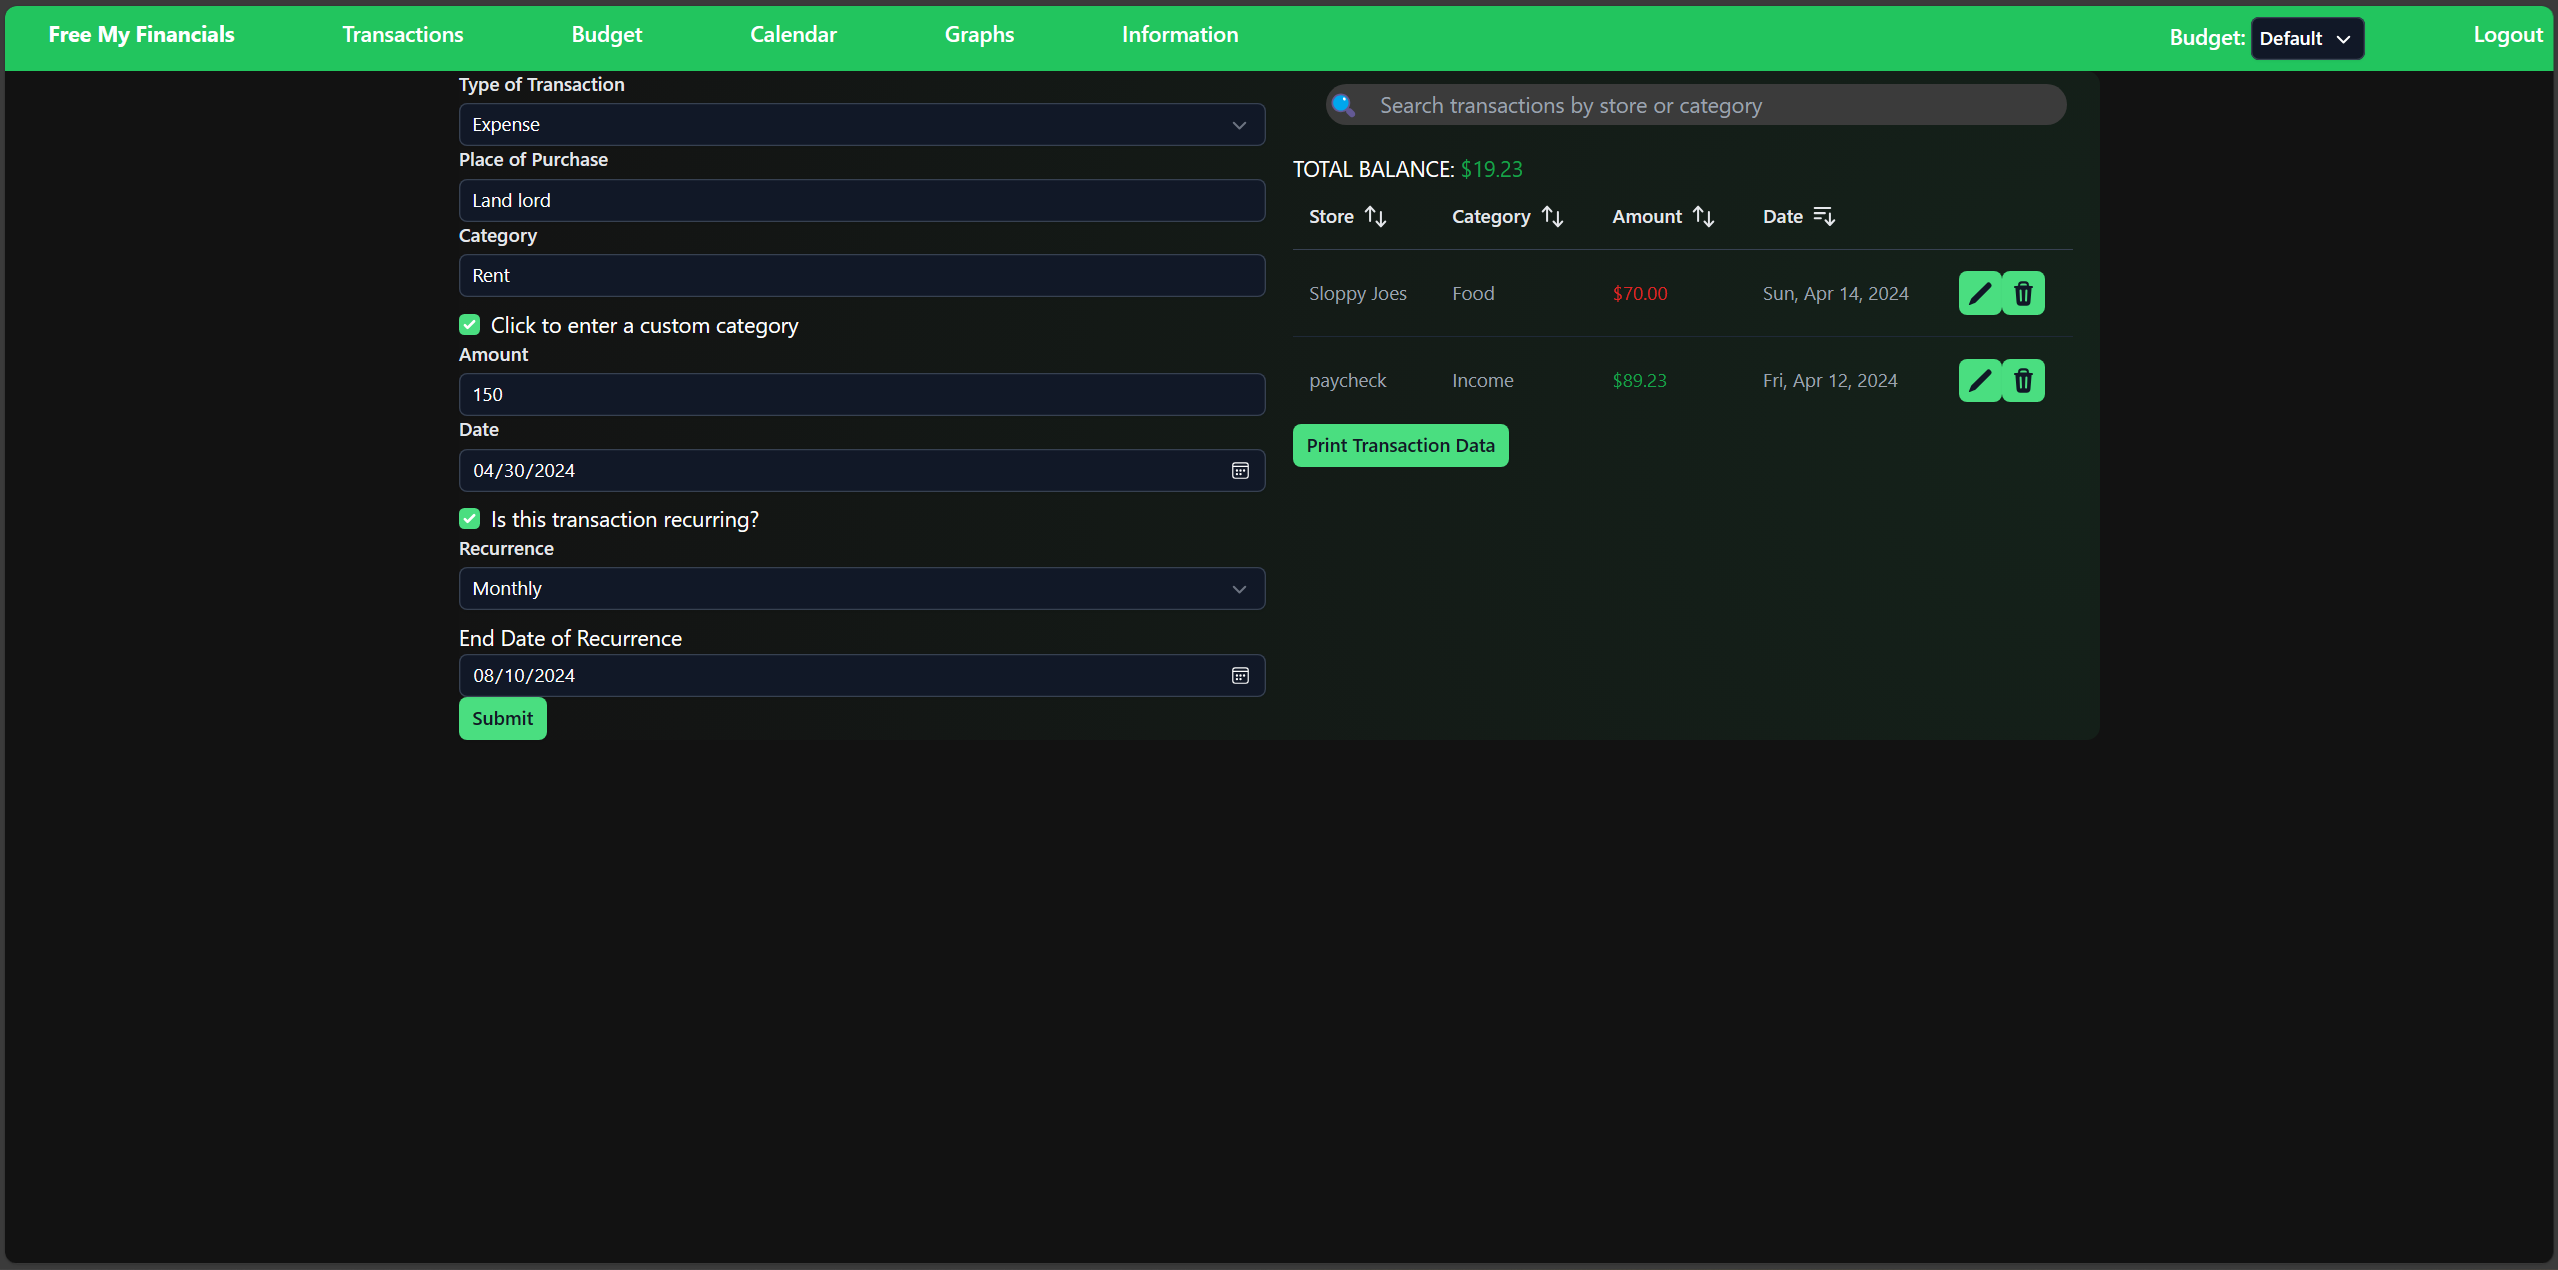 Free My Financials Transactions Budget Calendar Graphs Information Budget: Default Logout
Type of Transaction
Expense
Place of Purchase
Land lord
Category
Rent
Click to enter a custom category
Amount
150
Date
04/30/2024
Is this transaction recurring?
Recurrence
Monthly
End Date of Recurrence
08/10/2024
Submit
Search transactions by store or category
TOTAL BALANCE: $19.23
Store Category Amount Date
Sloppy Joes Food $70.00 Sun, Apr 14, 2024
paycheck Income $89.23 Fri, Apr 12, 2024
Print Transaction Data